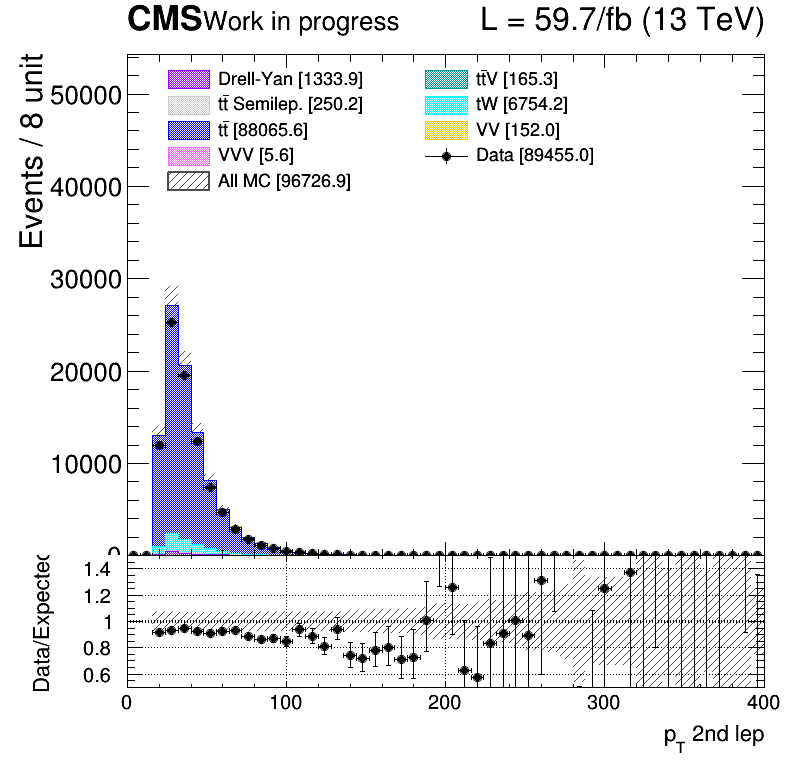 CMS Work in progress L = 59.7/fb (13 TeV)
Events / 8 unit
50000
40000
30000
20000
10000
0
Drell-Yan [1333.9]
tt̄ Semilep. [250.2]
tt̄ [88065.6]
VVV [5.6]
All MC [96726.9]
tt̄V [165.3]
tW [6754.2]
VV [152.0]
Data [89455.0]
Data/Expected
1.4
1.2
1
0.8
0.6
0 100 200 300 400
p_T 2nd lep